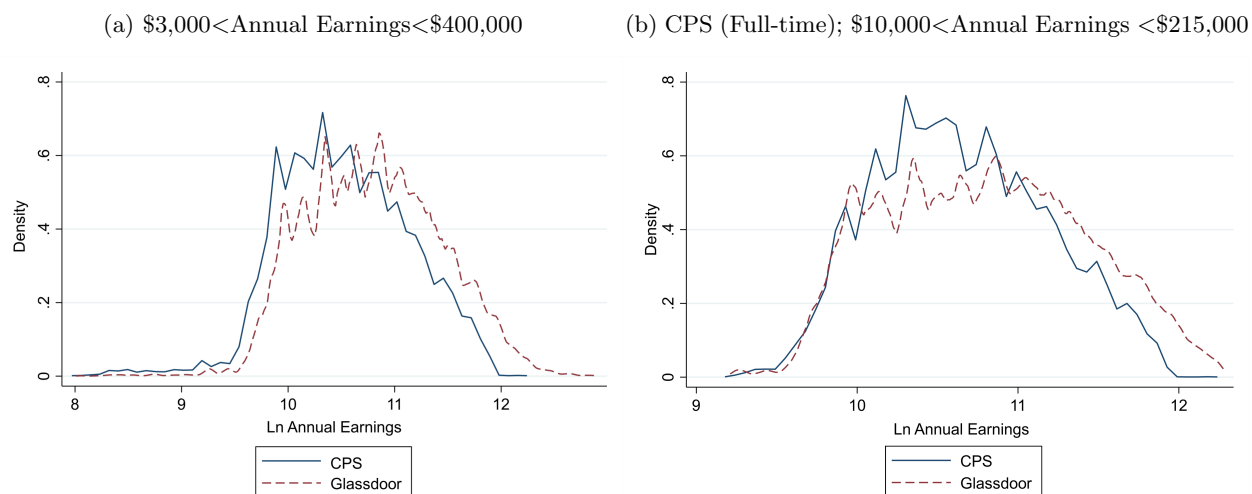 (a) $3,000<Annual Earnings<$400,000
.8
.6
.4
.2
0
Density
8 9 10 11 12
Ln Annual Earnings
CPS
Glassdoor
(b) CPS (Full-time); $10,000<Annual Earnings <$215,000
.8
.6
.4
.2
0
Density
9 10 11 12
Ln Annual Earnings
CPS
Glassdoor